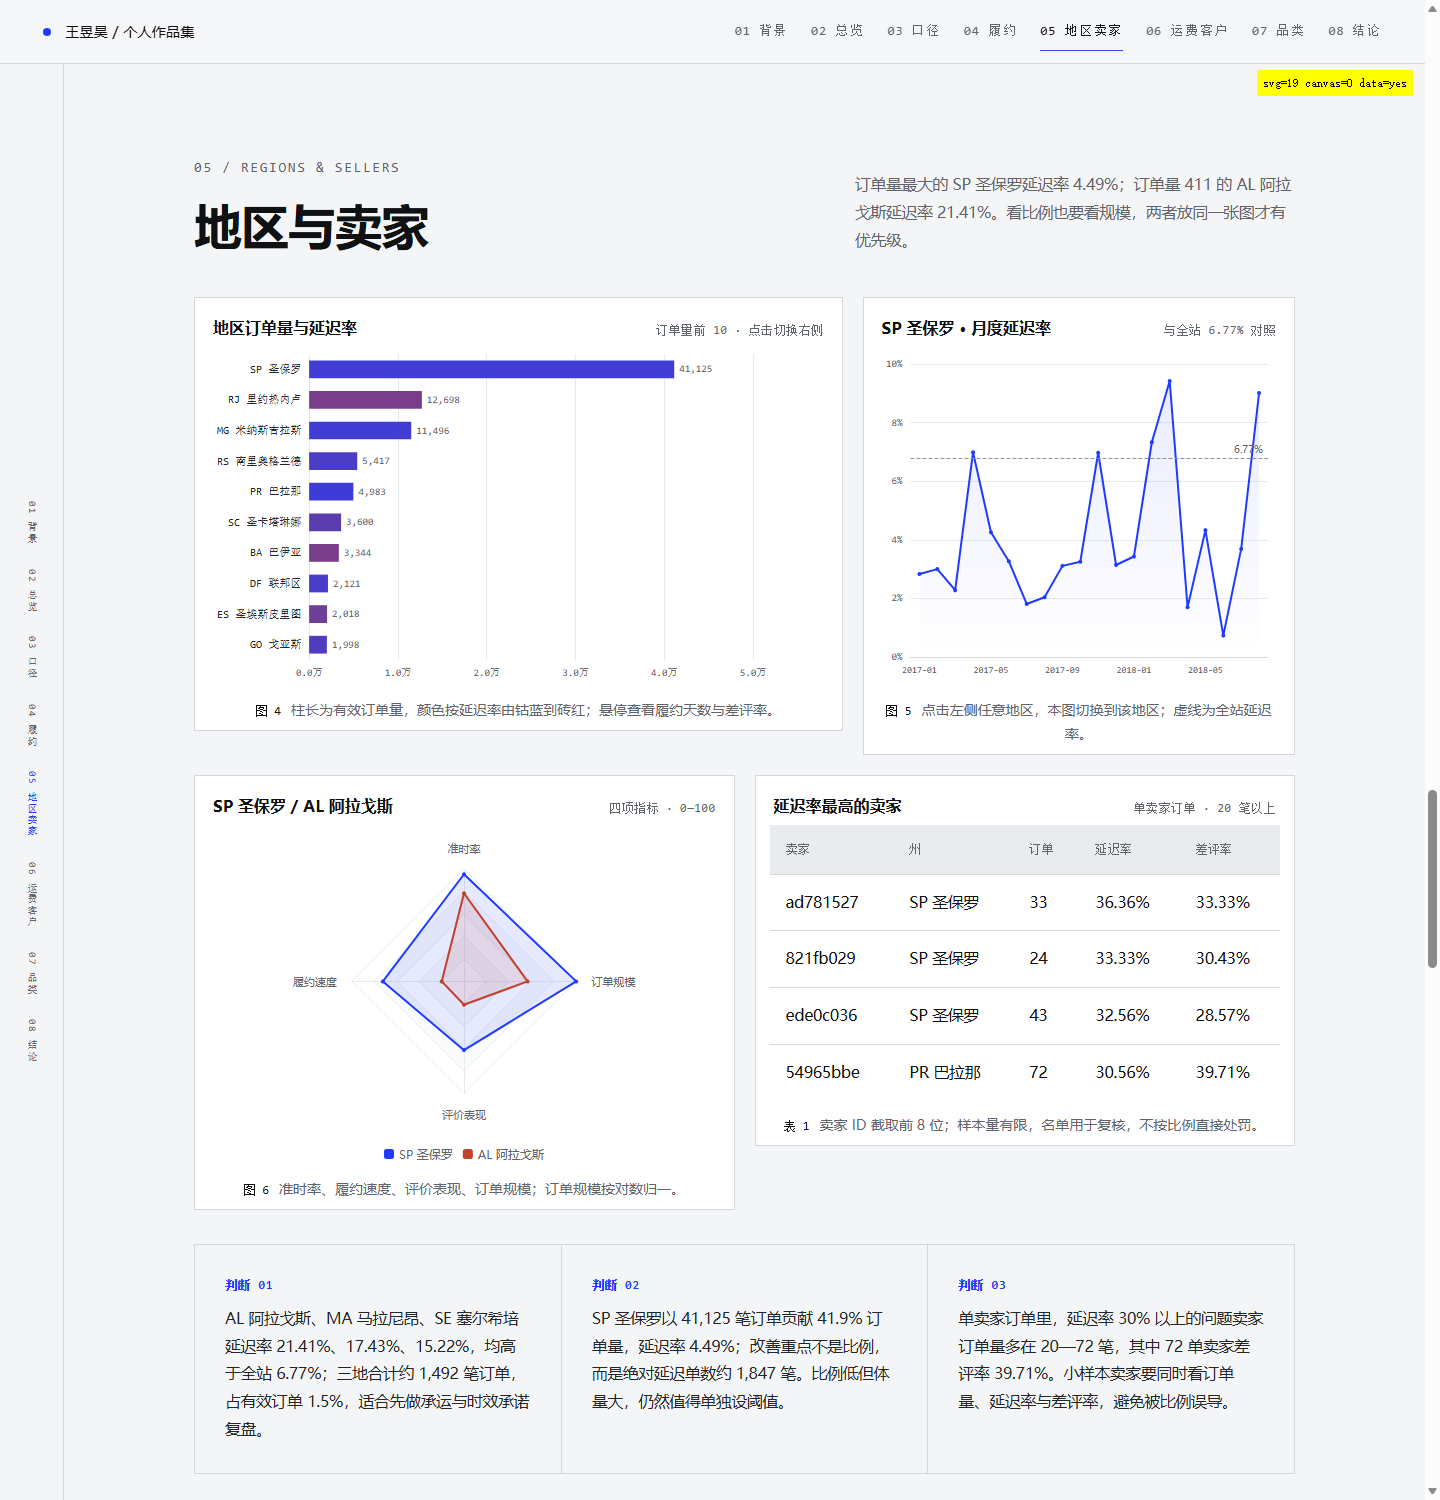 王昱昊 / 个人作品集
01 背景
02 总览
03 口径
04 履约
05 地区卖家
06 运费客户
07 品类
08 结论
svg=19 canvas=0 data=yes
01 背景
02 总览
03 口径
04 履约
05 地区卖家
06 运费客户
07 品类
08 结论
05 / REGIONS & SELLERS
地区与卖家
订单量最大的 SP 圣保罗延迟率 4.49%；订单量 411 的 AL 阿拉
戈斯延迟率 21.41%。看比例也要看规模，两者放同一张图才有
优先级。
地区订单量与延迟率
订单量前 10 · 点击切换右侧
SP 圣保罗 41,125
RJ 里约热内卢 12,698
MG 米纳斯吉拉斯 11,496
RS 南里奥格兰德 5,417
PR 巴拉那 4,983
SC 圣卡塔琳娜 3,600
BA 巴伊亚 3,344
DF 联邦区 2,121
ES 圣埃斯皮里图 2,018
GO 戈亚斯 1,998
0.0万 1.0万 2.0万 3.0万 4.0万 5.0万
图 4 柱长为有效订单量，颜色按延迟率由钴蓝到砖红；悬停查看履约天数与差评率。
SP 圣保罗 · 月度延迟率
与全站 6.77% 对照
10%
8%
6.77%
6%
4%
2%
0%
2017-01 2017-05 2017-09 2018-01 2018-05
图 5 点击左侧任意地区，本图切换到该地区；虚线为全站延迟
率。
SP 圣保罗 / AL 阿拉戈斯
四项指标 · 0—100
准时率
履约速度
订单规模
评价表现
SP 圣保罗 AL 阿拉戈斯
图 6 准时率、履约速度、评价表现、订单规模；订单规模按对数归一。
延迟率最高的卖家
单卖家订单 · 20 笔以上
卖家 州 订单 延迟率 差评率
ad781527 SP 圣保罗 33 36.36% 33.33%
821fb029 SP 圣保罗 24 33.33% 30.43%
ede0c036 SP 圣保罗 43 32.56% 28.57%
54965bbe PR 巴拉那 72 30.56% 39.71%
表 1 卖家 ID 截取前 8 位；样本量有限，名单用于复核，不按比例直接处罚。
判断 01
AL 阿拉戈斯、MA 马拉尼昂、SE 塞尔希培
延迟率 21.41%、17.43%、15.22%，均高
于全站 6.77%；三地合计约 1,492 笔订单，
占有效订单 1.5%，适合先做承运与时效承诺
复盘。
判断 02
SP 圣保罗以 41,125 笔订单贡献 41.9% 订
单量，延迟率 4.49%；改善重点不是比例，
而是绝对延迟单数约 1,847 笔。比例低但体
量大，仍然值得单独设阈值。
判断 03
单卖家订单里，延迟率 30% 以上的问题卖家
订单量多在 20—72 笔，其中 72 单卖家差
评率 39.71%。小样本卖家要同时看订单
量、延迟率与差评率，避免被比例误导。